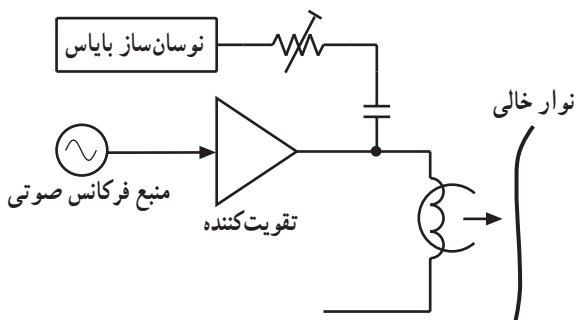 نوسان‌ساز بایاس
نوار خالی
منبع فرکانس صوتی
تقویت‌کننده